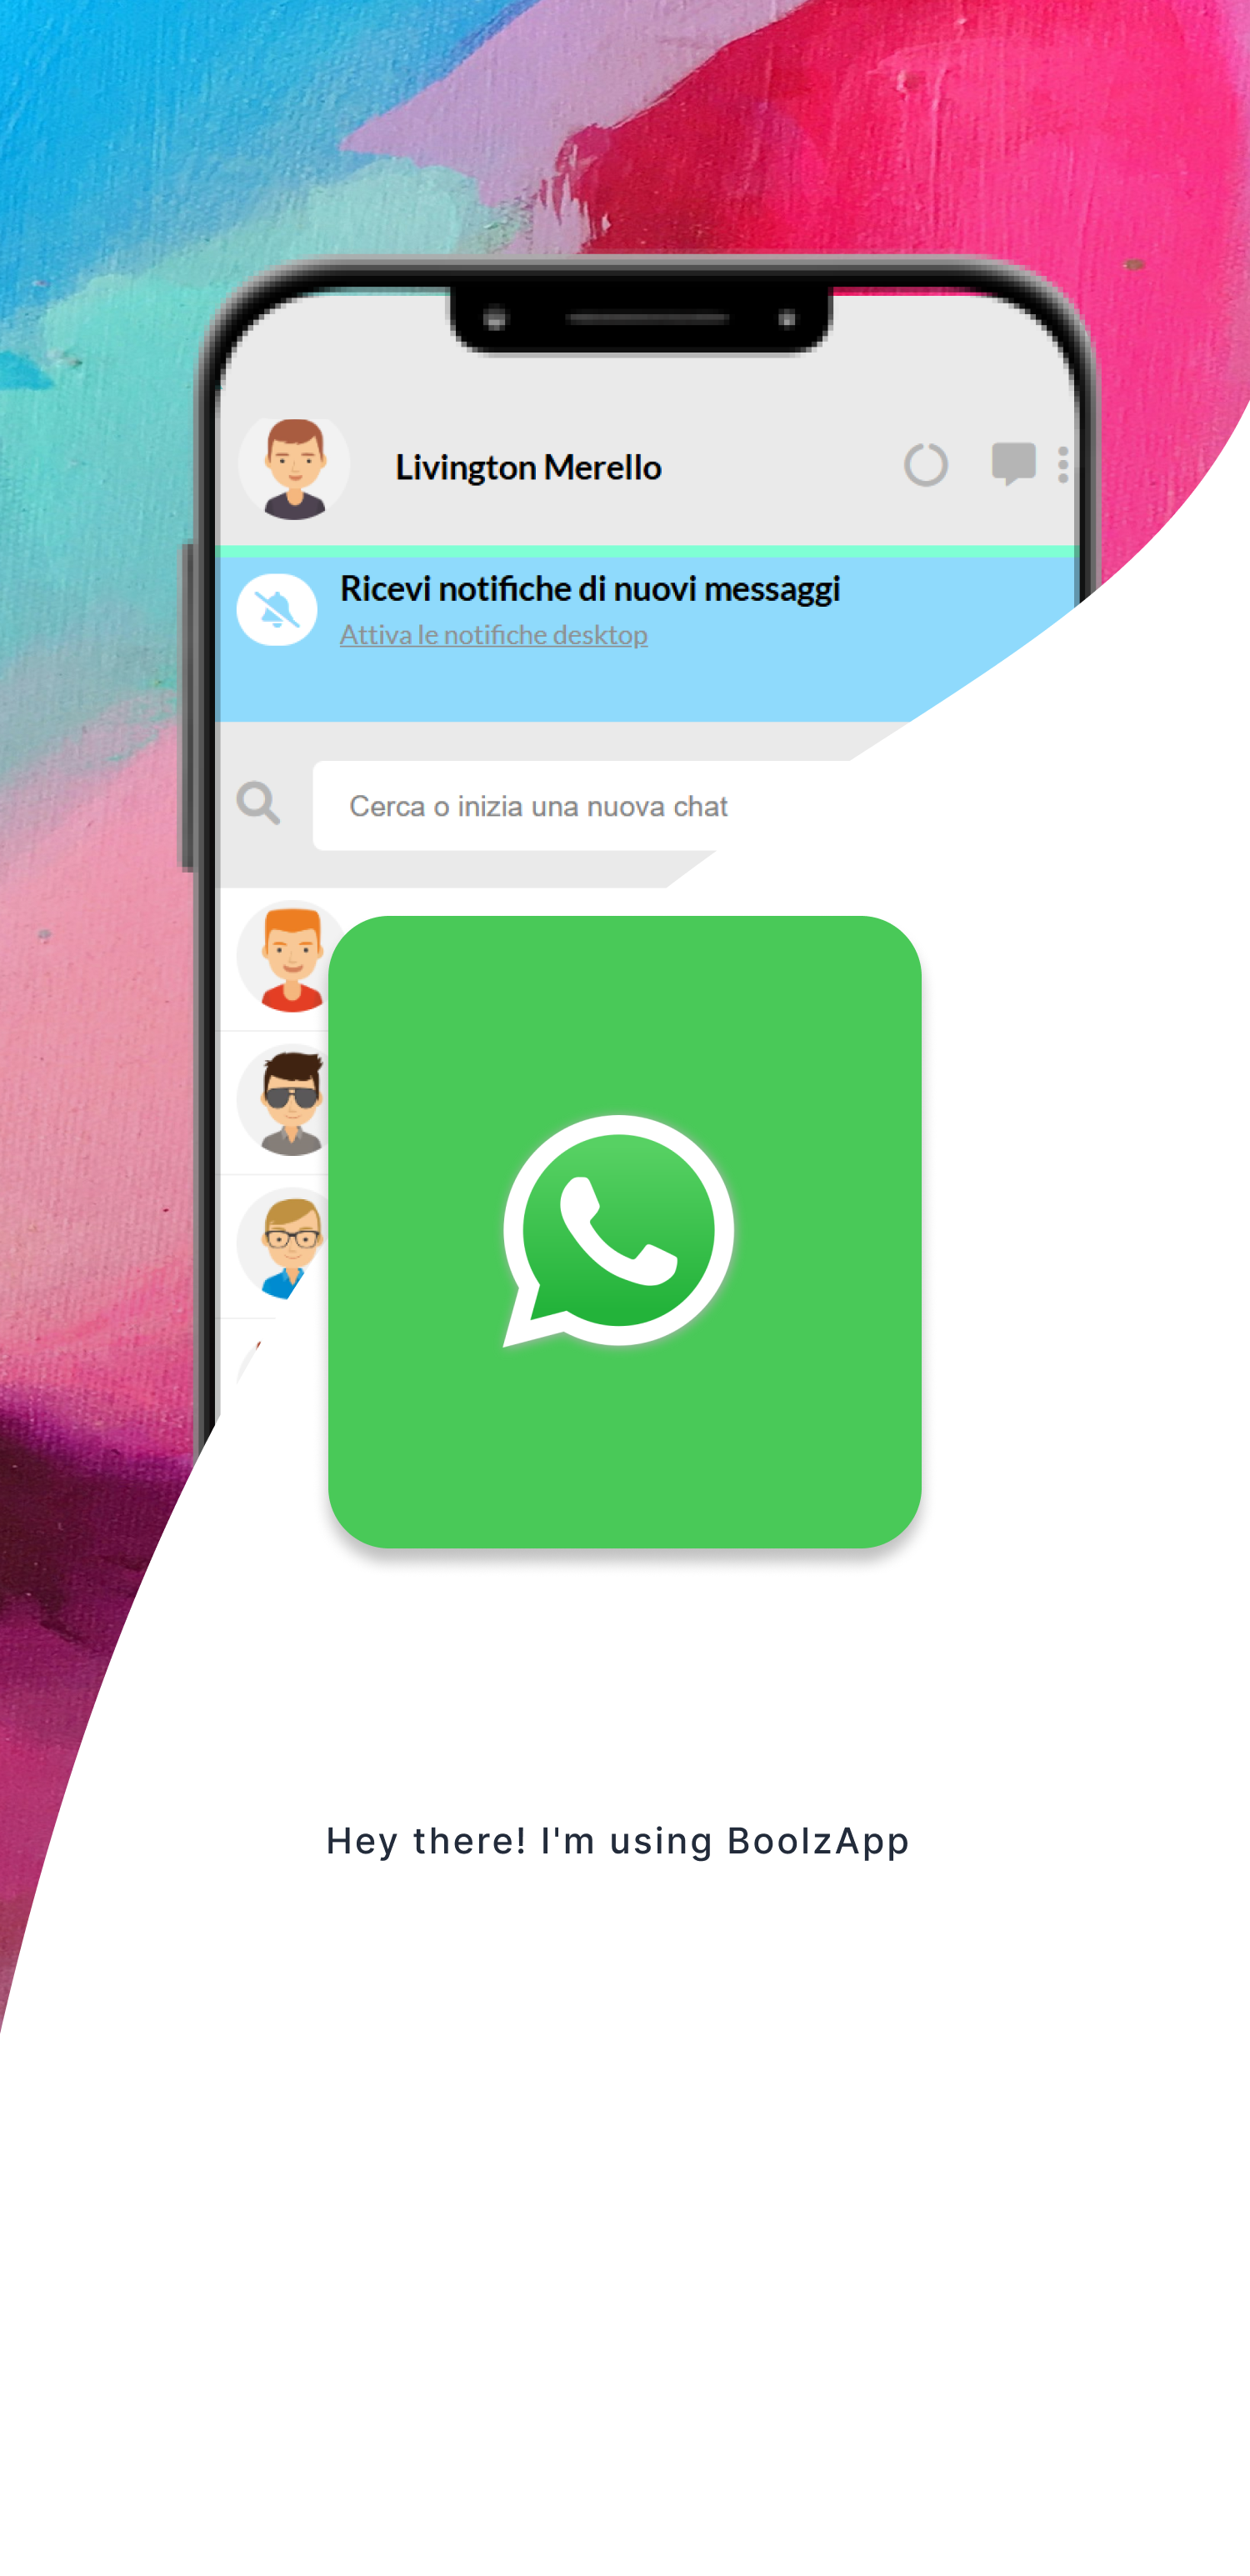 Livington Merello
Ricevi notifiche di nuovi messaggi
Attiva le notifiche desktop
Cerca o inizia una nuova chat
Hey there! I'm using BoolzApp